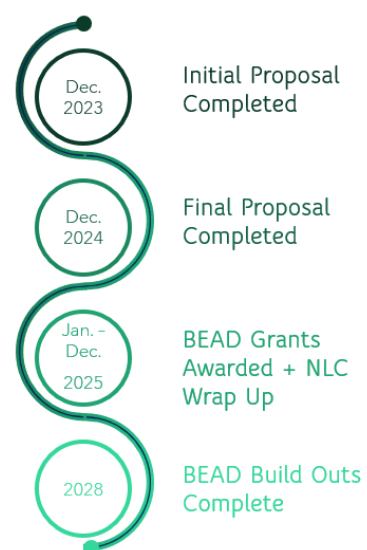 Dec.
2023
Initial Proposal
Completed
Dec.
2024
Final Proposal
Completed
Jan. –
Dec.
2025
BEAD Grants
Awarded + NLC
Wrap Up
2028
BEAD Build Outs
Complete